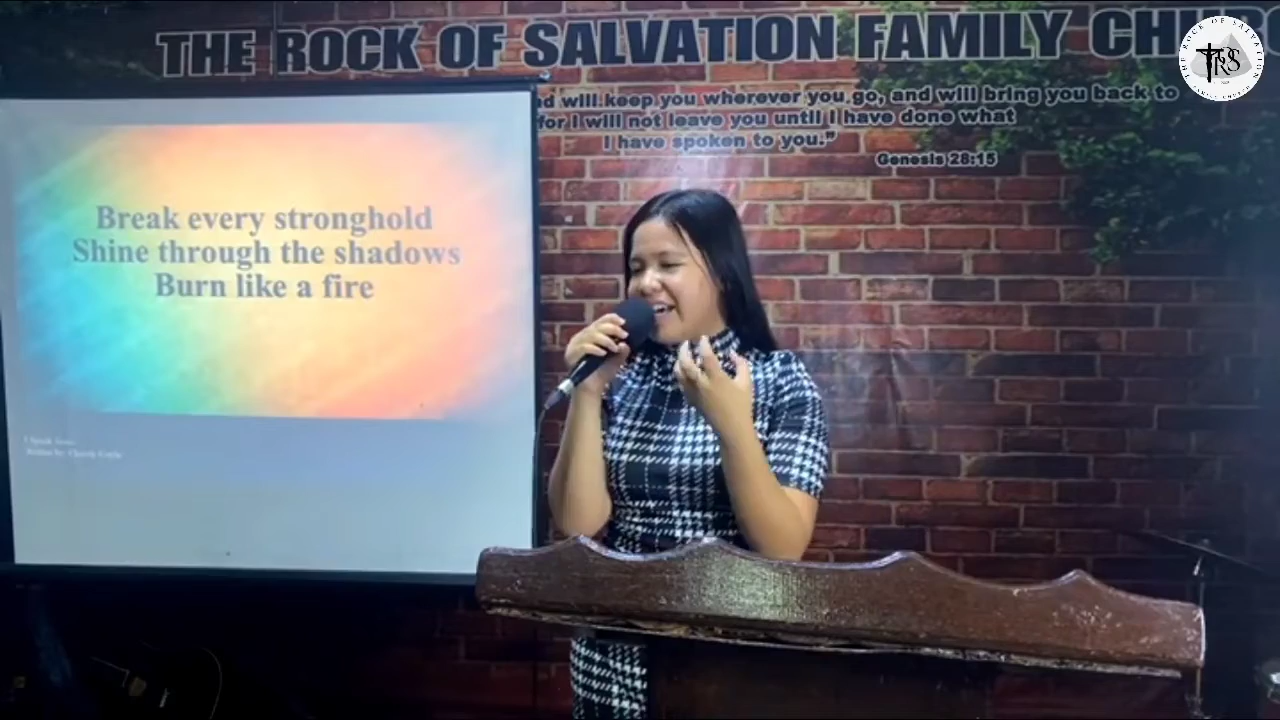 THE ROCK OF SALVATION FAMILY CHURC
d will keep you wherever you go, and will bring you back to
for I will not leave you until I have done what
I have spoken to you.”
Genesis 28:15
Break every stronghold
Shine through the shadows
Burn like a fire
TRS